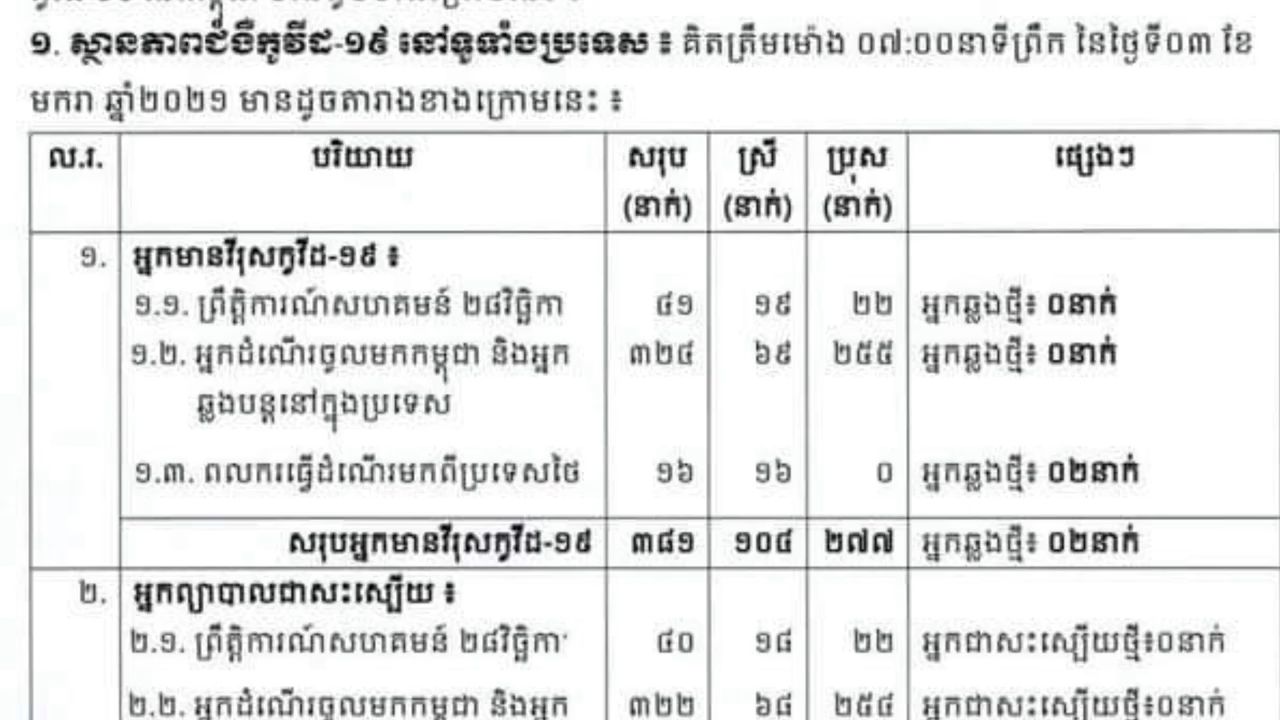 ១. ស្ថានភាពជំងឺកូវីដ-១៩ នៅទូទាំងប្រទេស ៖ គិតត្រឹមម៉ោង ០៧:០០នាទីព្រឹក នៃថ្ងៃទី០៣ ខែ
មករា ឆ្នាំ២០២១ មានដូចតារាងខាងក្រោមនេះ ៖
ល.រ. បរិយាយ សរុប (នាក់) ស្រី (នាក់) ប្រុស (នាក់) ផ្សេងៗ
១. អ្នកមានវីរុសកូវីដ-១៩ ៖
១.១. ព្រឹត្តិការណ៍សហគមន៍ ២៨វិច្ឆិកា ៤១ ១៩ ២២ អ្នកឆ្លងថ្មី៖ ០នាក់
១.២. អ្នកដំណើរចូលមកកម្ពុជា និងអ្នក ៣២៤ ៦៩ ២៥៥ អ្នកឆ្លងថ្មី៖ ០នាក់
ឆ្លងបន្តនៅក្នុងប្រទេស
១.៣. ពលករធ្វើដំណើរមកពីប្រទេសថៃ ១៦ ១៦ ០ អ្នកឆ្លងថ្មី៖ ០២នាក់
សរុបអ្នកមានវីរុសកូវីដ-១៩ ៣៨១ ១០៤ ២៧៧ អ្នកឆ្លងថ្មី៖ ០២នាក់
២. អ្នកព្យាបាលជាសះស្បើយ ៖
២.១. ព្រឹត្តិការណ៍សហគមន៍ ២៨វិច្ឆិកា ៤០ ១៨ ២២ អ្នកជាសះស្បើយថ្មី៖០នាក់
២.២. អ្នកដំណើរចូលមកកម្ពុជា និងអ្នក ៣២២ ៦៨ ២៥៤ អ្នកជាសះស្បើយថ្មី៖០នាក់